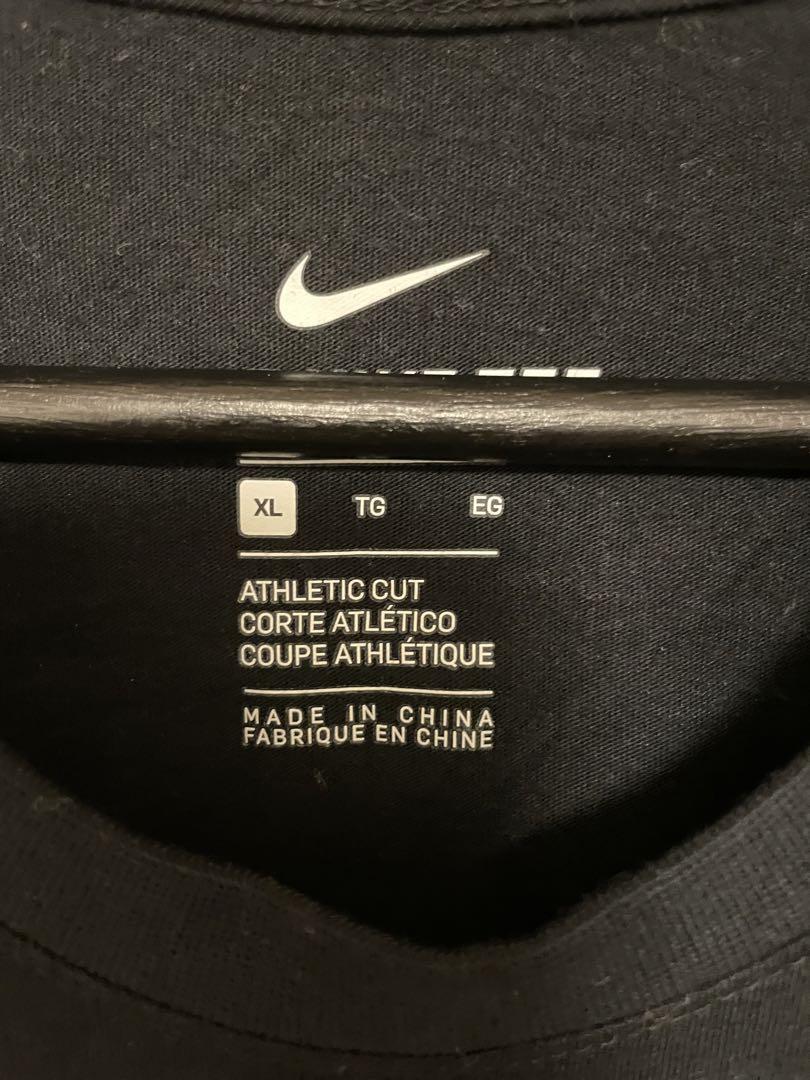 XL TG EG
ATHLETIC CUT
CORTE ATLÉTICO
COUPE ATHLÉTIQUE
MADE IN CHINA
FABRIQUE EN CHINE